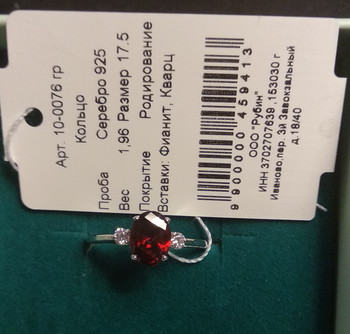 Арт. 10-0076 гр
Кольцо
Проба Серебро 925
Вес 1,96 Размер 17.5
Покрытие Родирование
Вставки: Фианит, Кварц
9 900000 459413
ООО "Рубин"
ИНН 3702707639 ,153030 г
Иваново,пер. 3й Завокзальный
д.18/40